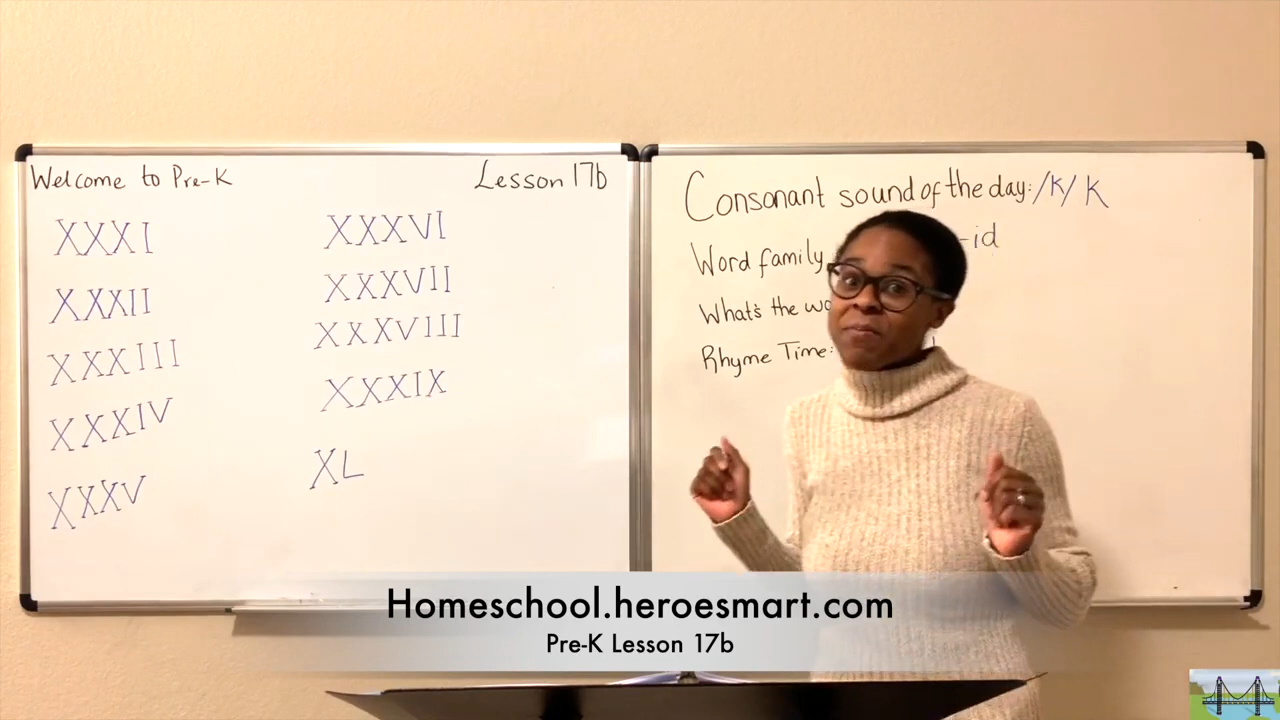 Welcome to Pre-K
Lesson 17b
XXXI
XXXII
XXXIII
XXXIV
XXXV
XXXVI
XXXVII
XXXVIII
XXXIX
XL
Consonant sound of the day: /K/ K
Word family -id
What's the
Rhyme Time:
Homeschool.heroesmart.com
Pre-K Lesson 17b